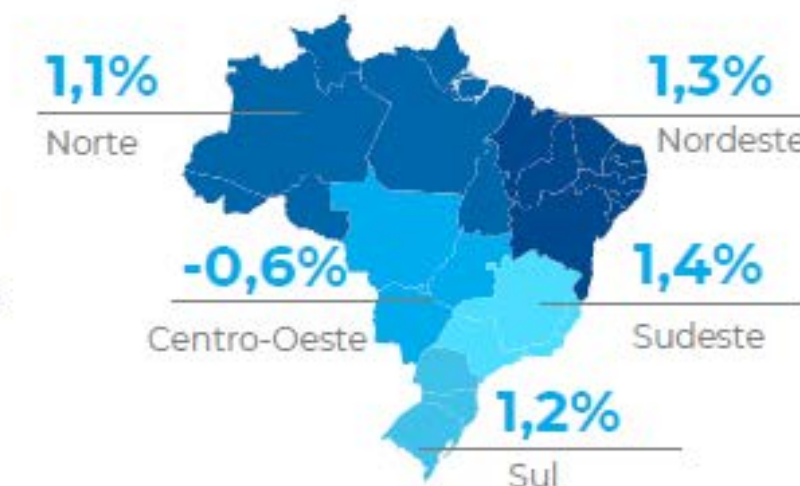 1,1%
Norte
1,3%
Nordeste
-0,6%
Centro-Oeste
1,4%
Sudeste
1,2%
Sul